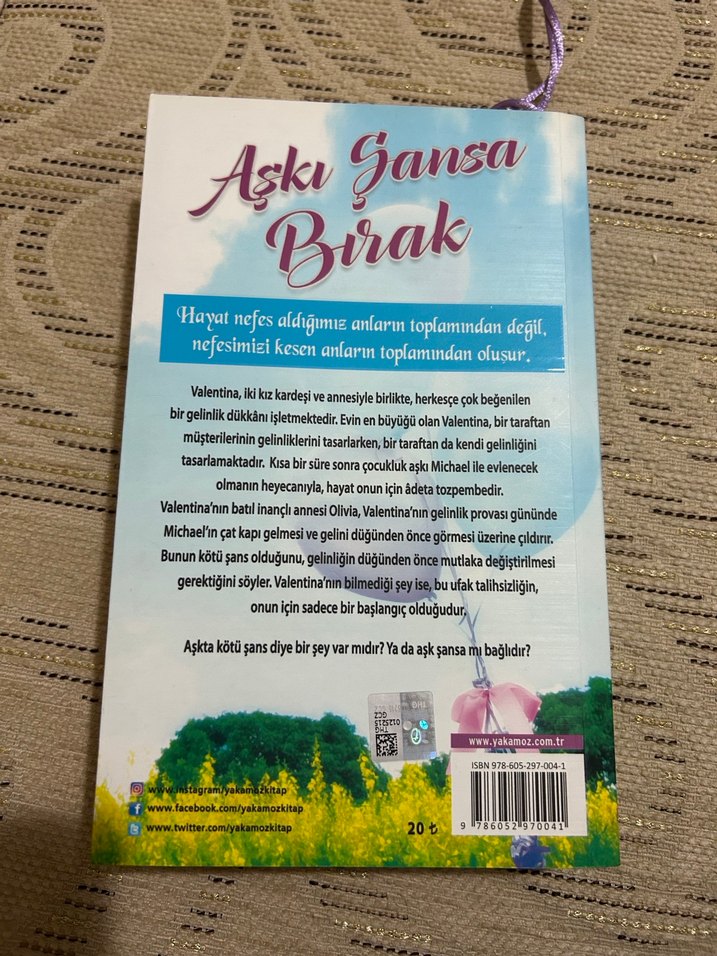 Aşkı Şansa
Bırak
Hayat nefes aldığımız anların toplamından değil,
nefesimizi kesen anların toplamından oluşur.
Valentina, iki kız kardeşi ve annesiyle birlikte, herkesçe çok beğenilen
bir gelinlik dükkânı işletmektedir. Evin en büyüğü olan Valentina, bir taraftan
müşterilerinin gelinliklerini tasarlarken, bir taraftan da kendi gelinliğini
tasarlamaktadır. Kısa bir süre sonra çocukluk aşkı Michael ile evlenecek
olmanın heyecanıyla, hayat onun için âdeta tozpembedir.
Valentina'nın batıl inançlı annesi Olivia, Valentina'nın gelinlik provası gününde
Michael'ın çat kapı gelmesi ve gelini düğünden önce görmesi üzerine çıldırır.
Bunun kötü şans olduğunu, gelinliğin düğünden önce mutlaka değiştirilmesi
gerektiğini söyler. Valentina'nın bilmediği şey ise, bu ufak talihsizliğin,
onun için sadece bir başlangıç olduğudur.
Aşkta kötü şans diye bir şey var mıdır? Ya da aşk şansa mı bağlıdır?
THG
0125215
GCZ
www.yakamoz.com.tr
ISBN 978-605-297-004-1
9 786052 970041
www.instagram/yakamozkitap
www.facebook.com/yakamozkitap
www.twitter.com/yakamozkitap
20 ₺